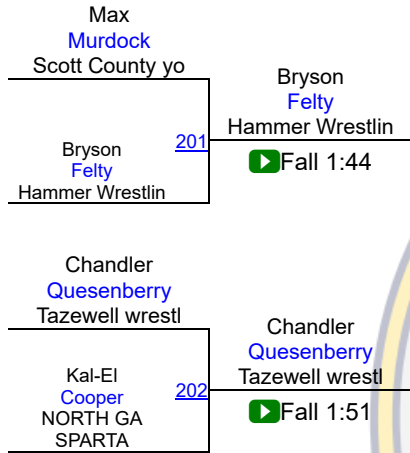 Max
Murdock
Scott County yo
Bryson
Felty
Hammer Wrestlin
201
Bryson
Felty
Hammer Wrestlin
Fall 1:44
Chandler
Quesenberry
Tazewell wrestl
Kal-El
Cooper
NORTH GA
SPARTA
202
Chandler
Quesenberry
Tazewell wrestl
Fall 1:51